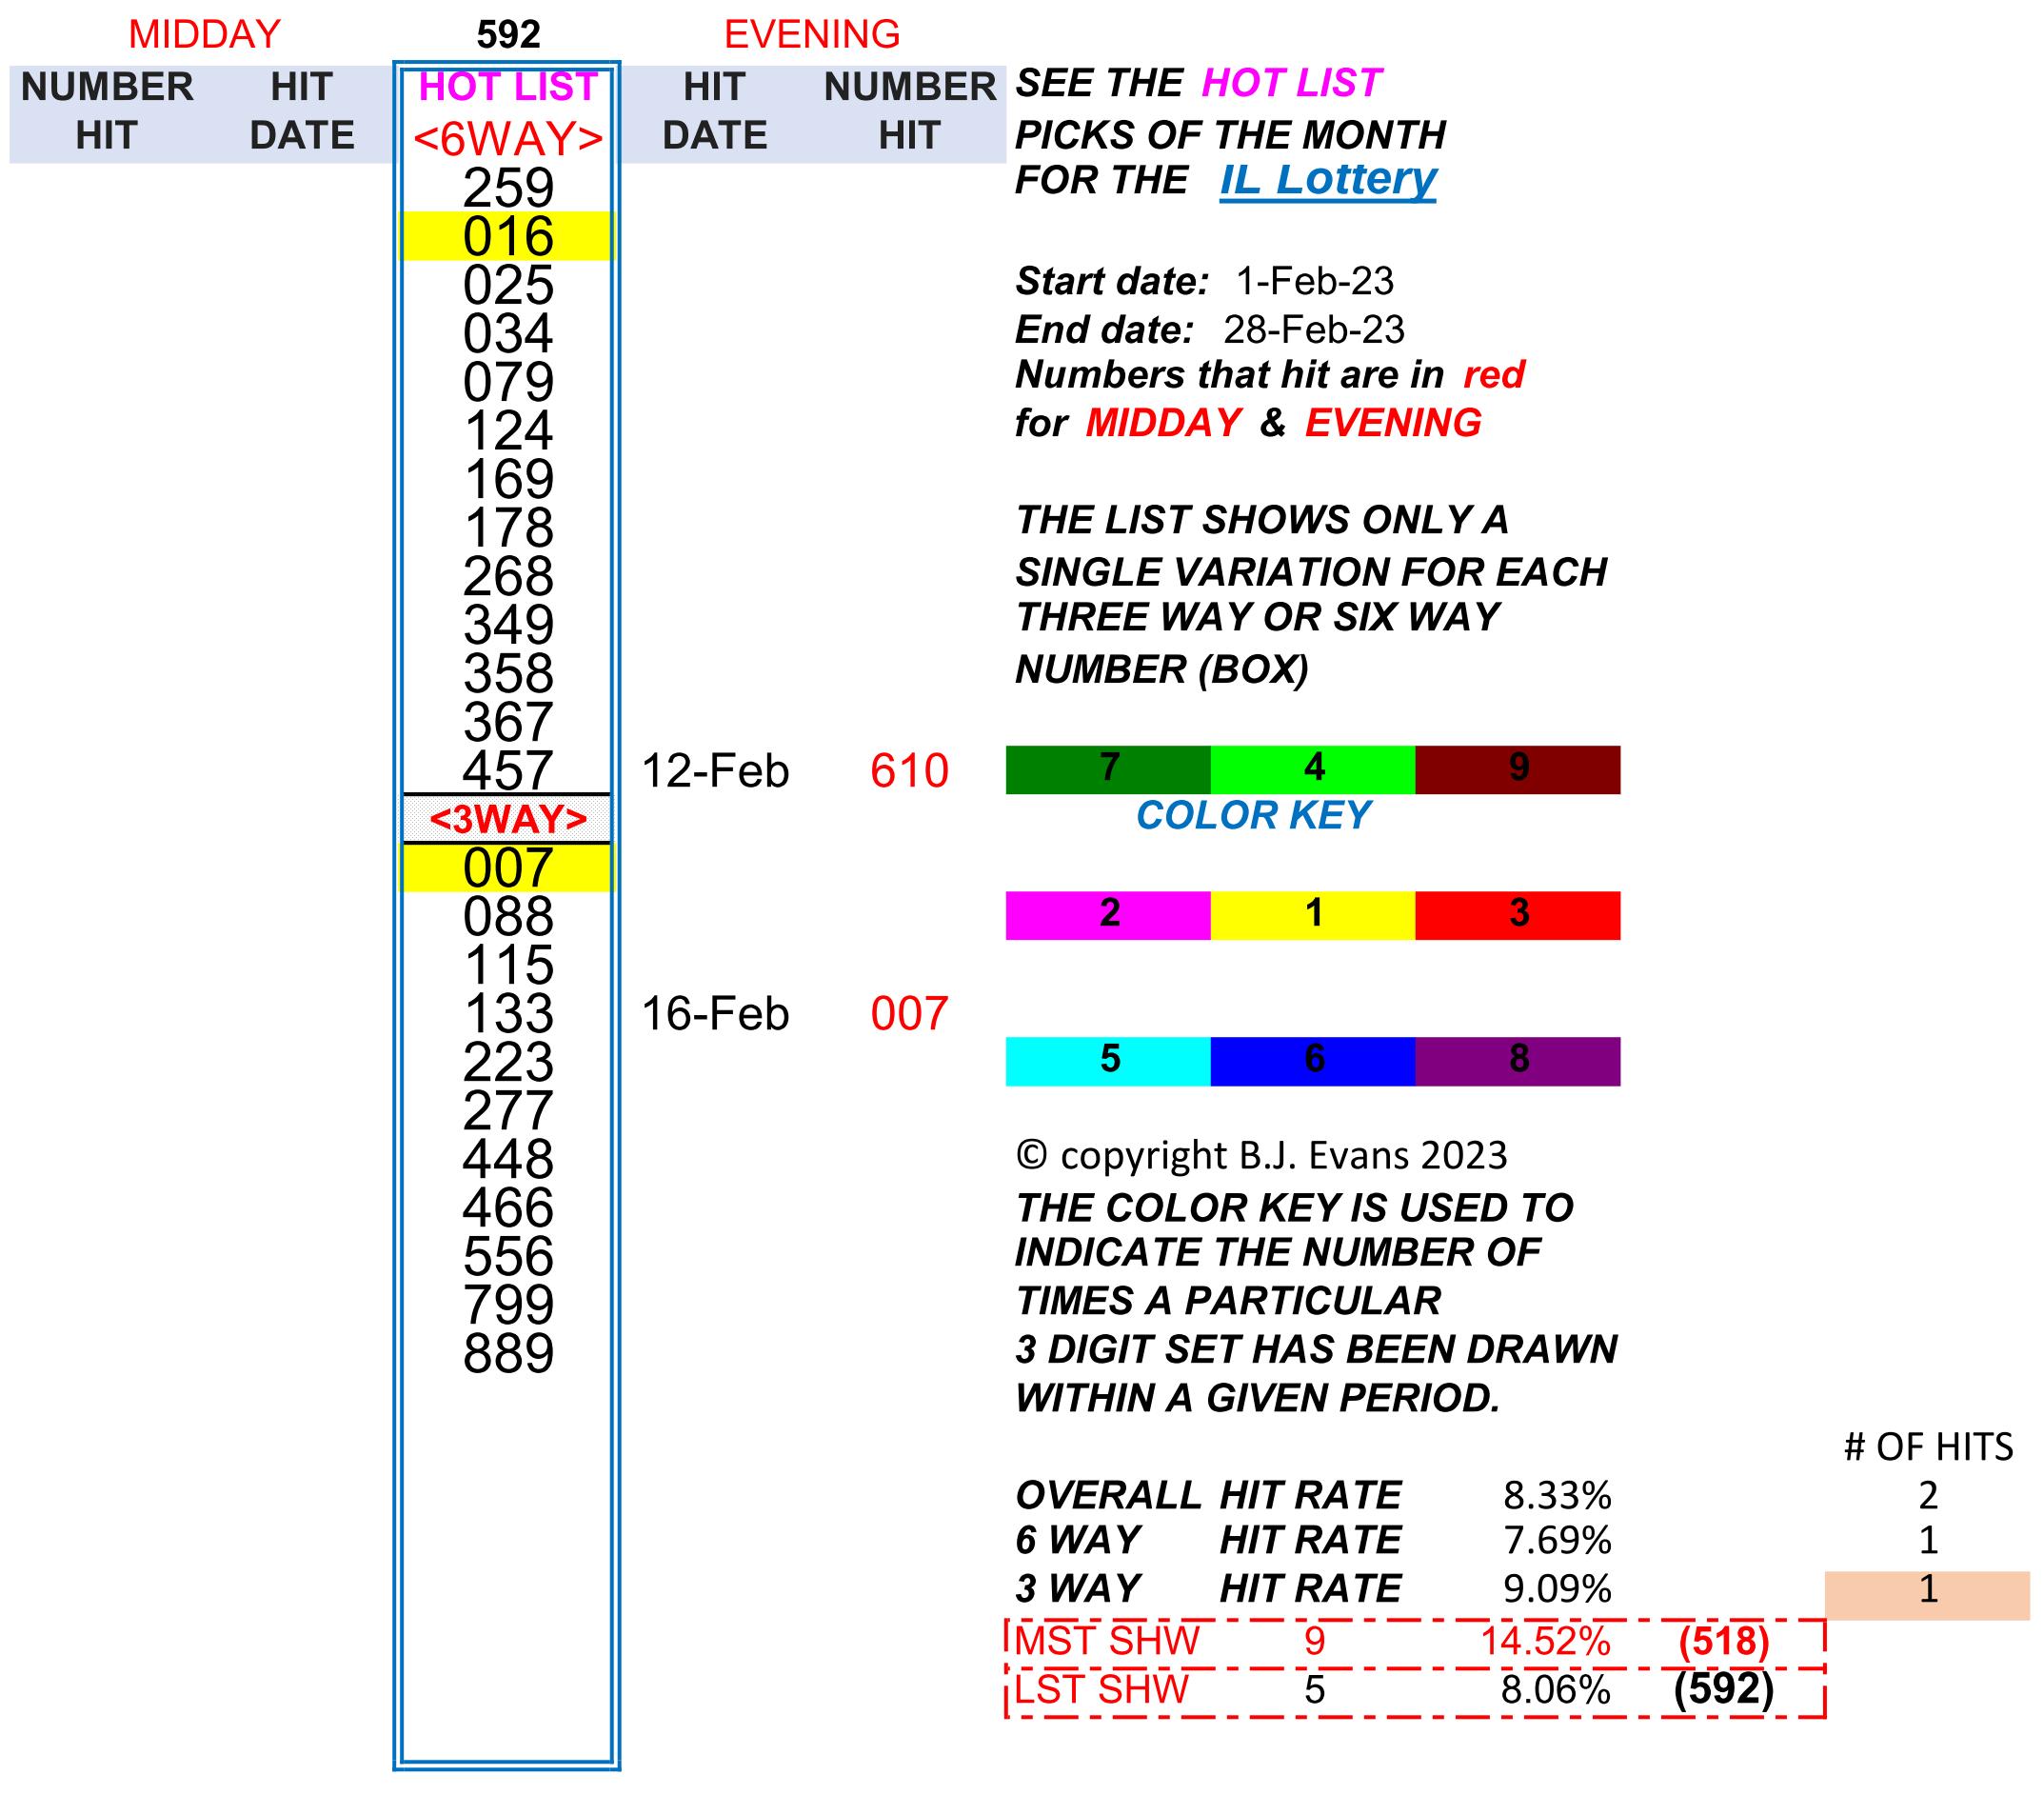 MIDDAY 592 EVENING
NUMBER HIT HOT LIST HIT NUMBER SEE THE HOT LIST
HIT DATE <6WAY> DATE HIT PICKS OF THE MONTH
259 FOR THE IL Lottery
016
025 Start date: 1-Feb-23
034 End date: 28-Feb-23
079 Numbers that hit are in red
124 for MIDDAY & EVENING
169
178 THE LIST SHOWS ONLY A
268 SINGLE VARIATION FOR EACH
349 THREE WAY OR SIX WAY
358 NUMBER (BOX)
367
457 12-Feb 610 7 4 9
<3WAY> COLOR KEY
007
088 2 1 3
115
133 16-Feb 007
223 5 6 8
277
448 © copyright B.J. Evans 2023
466 THE COLOR KEY IS USED TO
556 INDICATE THE NUMBER OF
799 TIMES A PARTICULAR
889 3 DIGIT SET HAS BEEN DRAWN
WITHIN A GIVEN PERIOD.
# OF HITS
OVERALL HIT RATE 8.33% 2
6 WAY HIT RATE 7.69% 1
3 WAY HIT RATE 9.09% 1
MST SHW 9 14.52% (518)
LST SHW 5 8.06% (592)